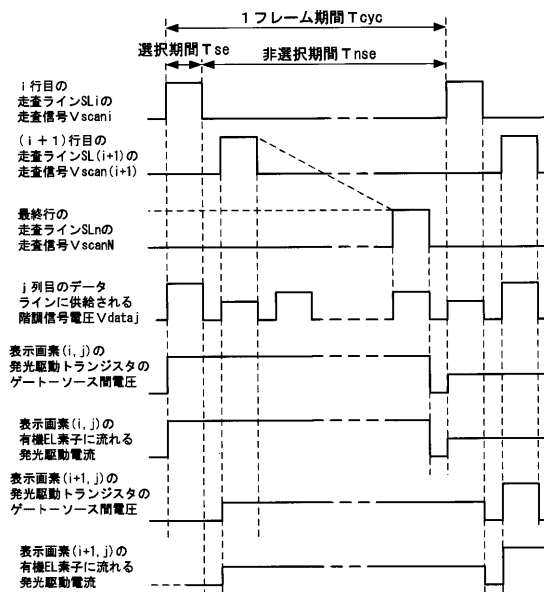 1フレーム期間Tcyc
選択期間Tse
非選択期間Tnse
i行目の
走査ラインSLiの
走査信号Vscani
(i+1)行目の
走査ラインSL(i+1)の
走査信号Vscan(i+1)
最終行の
走査ラインSLnの
走査信号VscanN
j列目のデータ
ラインに供給される
階調信号電圧Vdataj
表示画素(i,j)の
発光駆動トランジスタの
ゲートーソース間電圧
表示画素(i,j)の
有機EL素子に流れる
発光駆動電流
表示画素(i+1,j)の
発光駆動トランジスタの
ゲートーソース間電圧
表示画素(i+1,j)の
有機EL素子に流れる
発光駆動電流